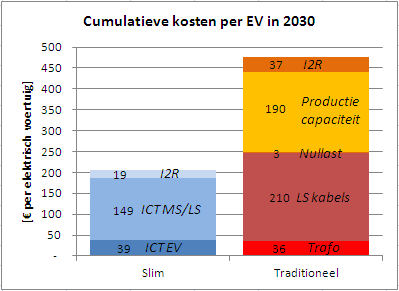 Cumulatieve kosten per EV in 2030
[€ per elektrisch voertuig]
500
450
400
350
300
250
200
150
100
50
-
19 I2R
149 ICT MS/LS
39 ICT EV
37 I2R
190 Productie
capaciteit
3 Nullast
210 LS kabels
36 Trafo
Slim
Traditioneel